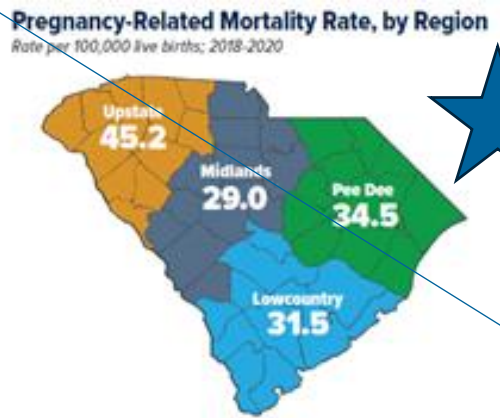 Pregnancy-Related Mortality Rate, by Region
Rate per 100,000 live births; 2018-2020
Upstate
45.2
Midlands
29.0
Pee Dee
34.5
Lowcountry
31.5